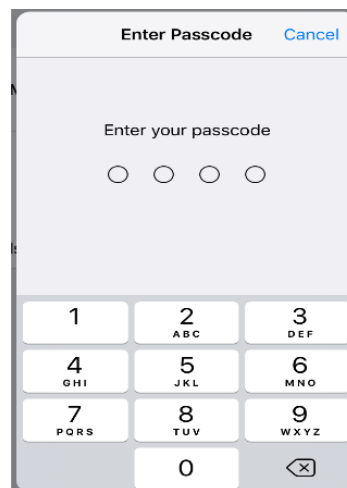 Enter Passcode Cancel
Enter your passcode
1 2 3
ABC DEF
4 5 6
GHI JKL MNO
7 8 9
PQRS TUV WXYZ
0